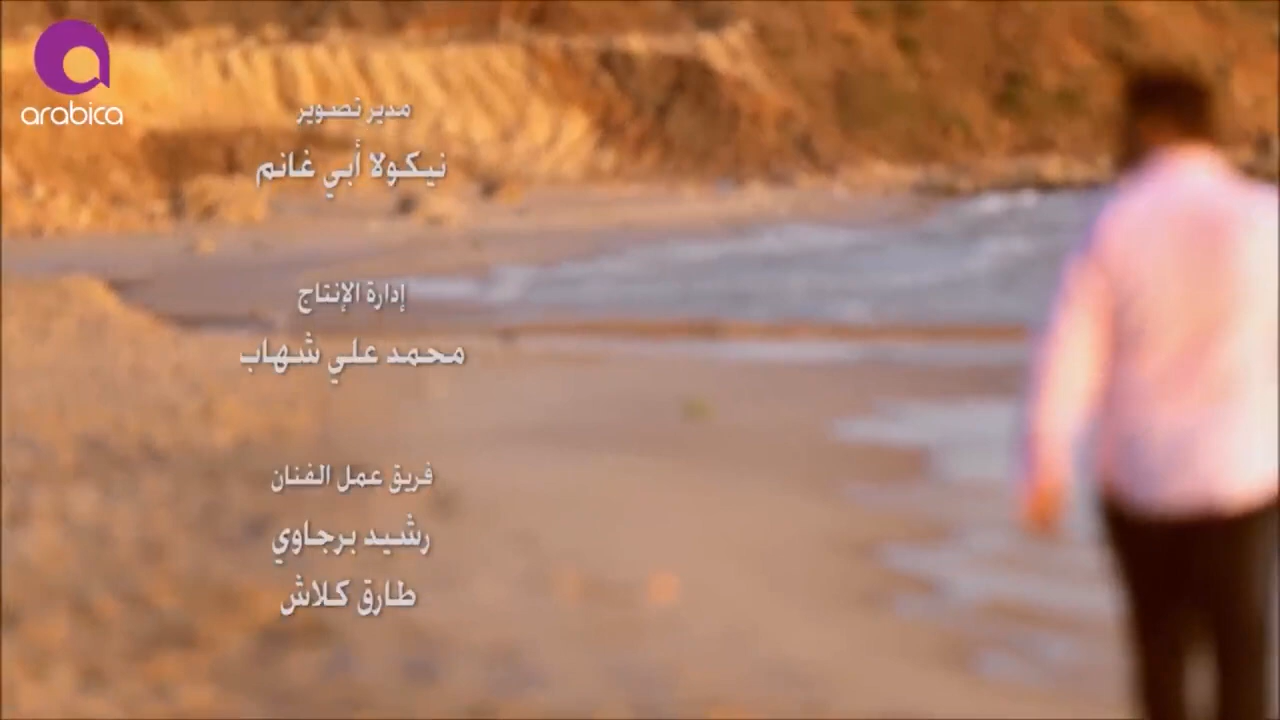 arabica
مدير تصوير
نيكولا أبي غانم
إدارة الإنتاج
محمد علي شهاب
فريق عمل الفنان
رشيد برجاوي
طارق كلاش